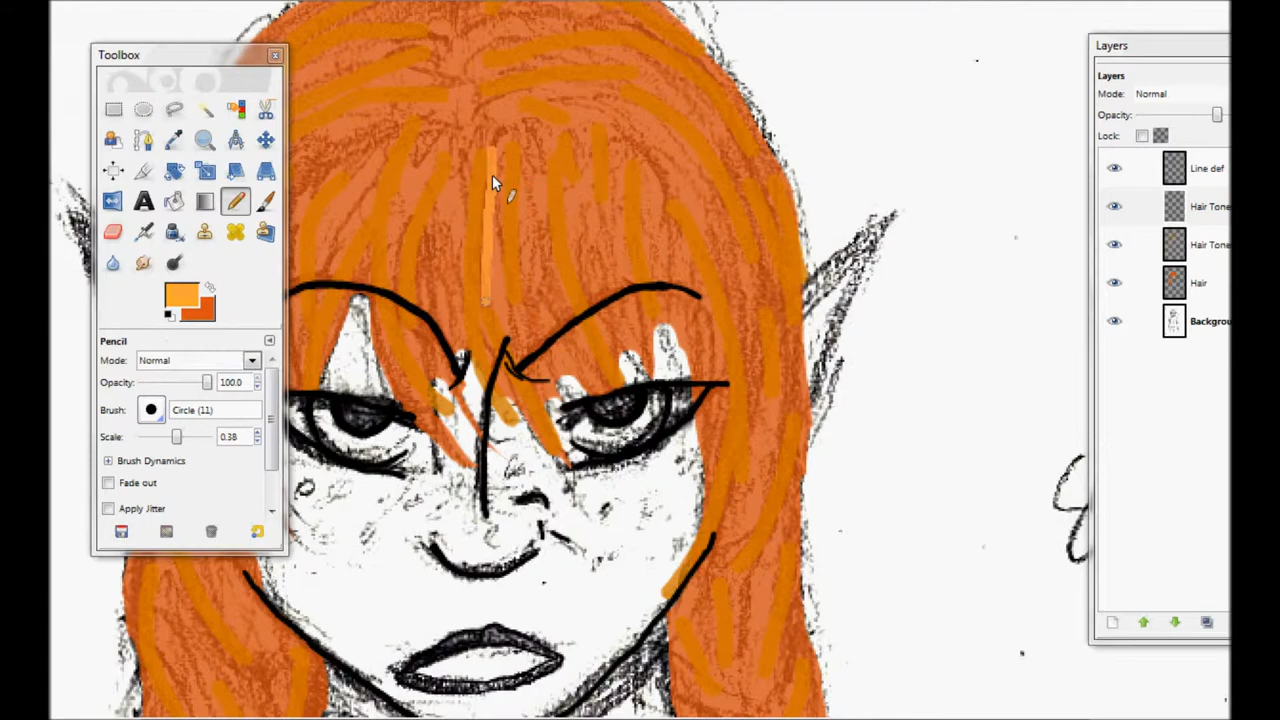 Toolbox
Pencil
Mode: Normal
Opacity: 100.0
Brush: Circle (11)
Scale: 0.38
Brush Dynamics
Fade out
Apply Jitter
Layers
Layers
Mode: Normal
Opacity:
Lock:
Line def
Hair Tone
Hair Tone
Hair
Backgrou